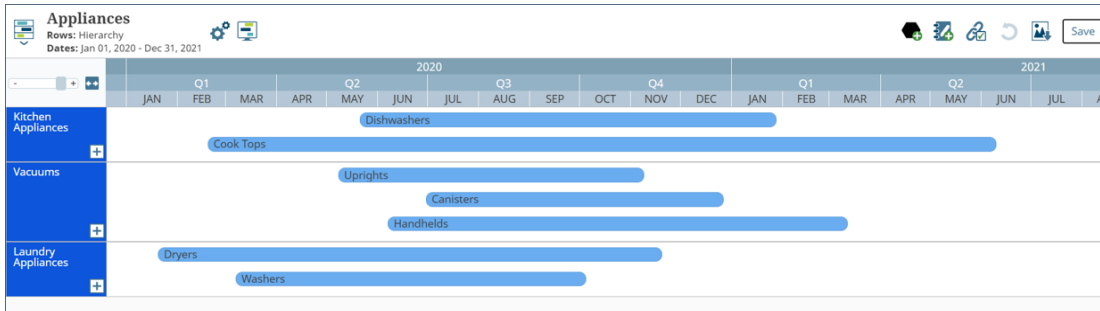 Appliances
Rows: Hierarchy
Dates: Jan 01, 2020 - Dec 31, 2021
Save
- +
2020 2021
Q1 Q2 Q3 Q4 Q1 Q2
JAN FEB MAR APR MAY JUN JUL AUG SEP OCT NOV DEC JAN FEB MAR APR MAY JUN JUL
Kitchen
Appliances
+
Dishwashers
Cook Tops
Vacuums
+
Uprights
Canisters
Handhelds
Laundry
Appliances
+
Dryers
Washers